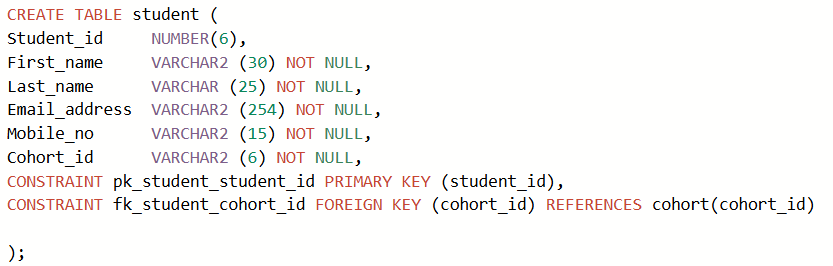 CREATE TABLE student (
Student_id NUMBER(6),
First_name VARCHAR2 (30) NOT NULL,
Last_name VARCHAR (25) NOT NULL,
Email_address VARCHAR2 (254) NOT NULL,
Mobile_no VARCHAR2 (15) NOT NULL,
Cohort_id VARCHAR2 (6) NOT NULL,
CONSTRAINT pk_student_student_id PRIMARY KEY (student_id),
CONSTRAINT fk_student_cohort_id FOREIGN KEY (cohort_id) REFERENCES cohort(cohort_id)
);